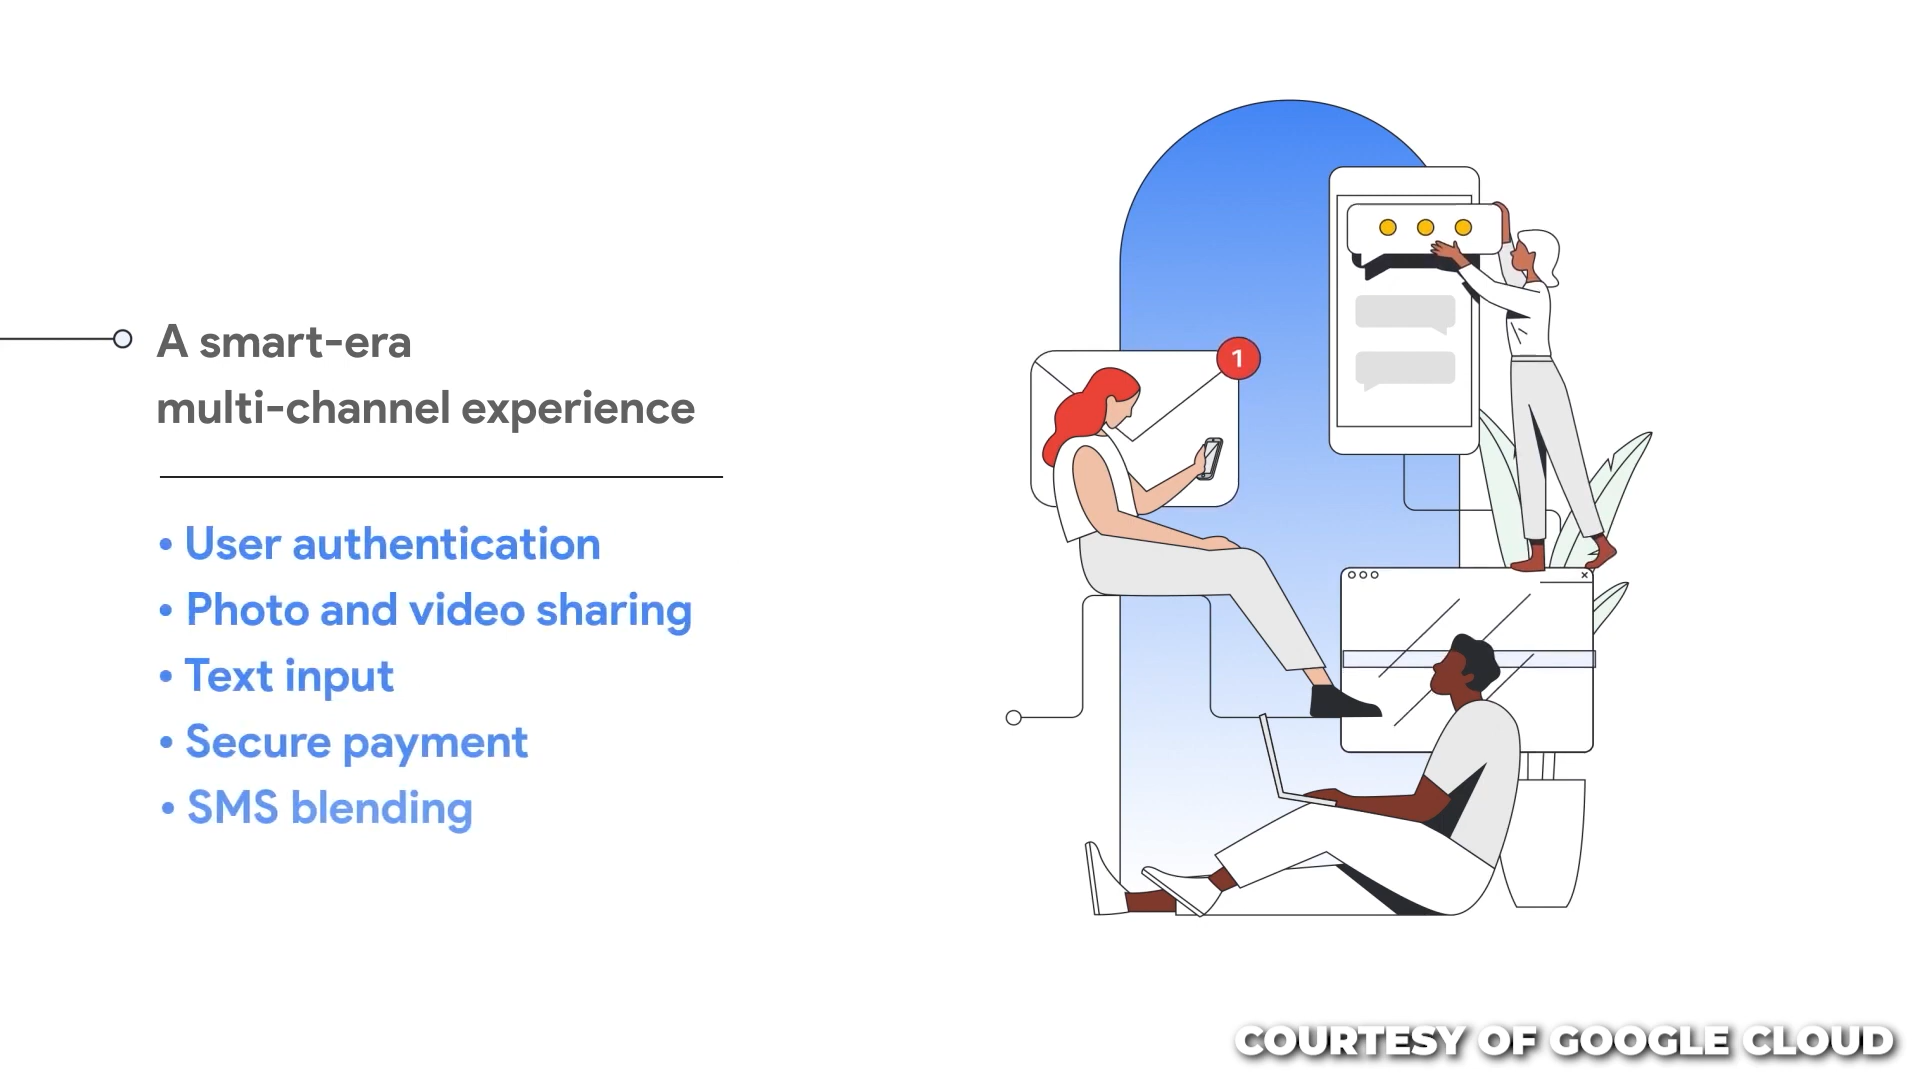 A smart-era
multi-channel experience
• User authentication
• Photo and video sharing
• Text input
• Secure payment
• SMS blending
1
COURTESY OF GOOGLE CLOUD